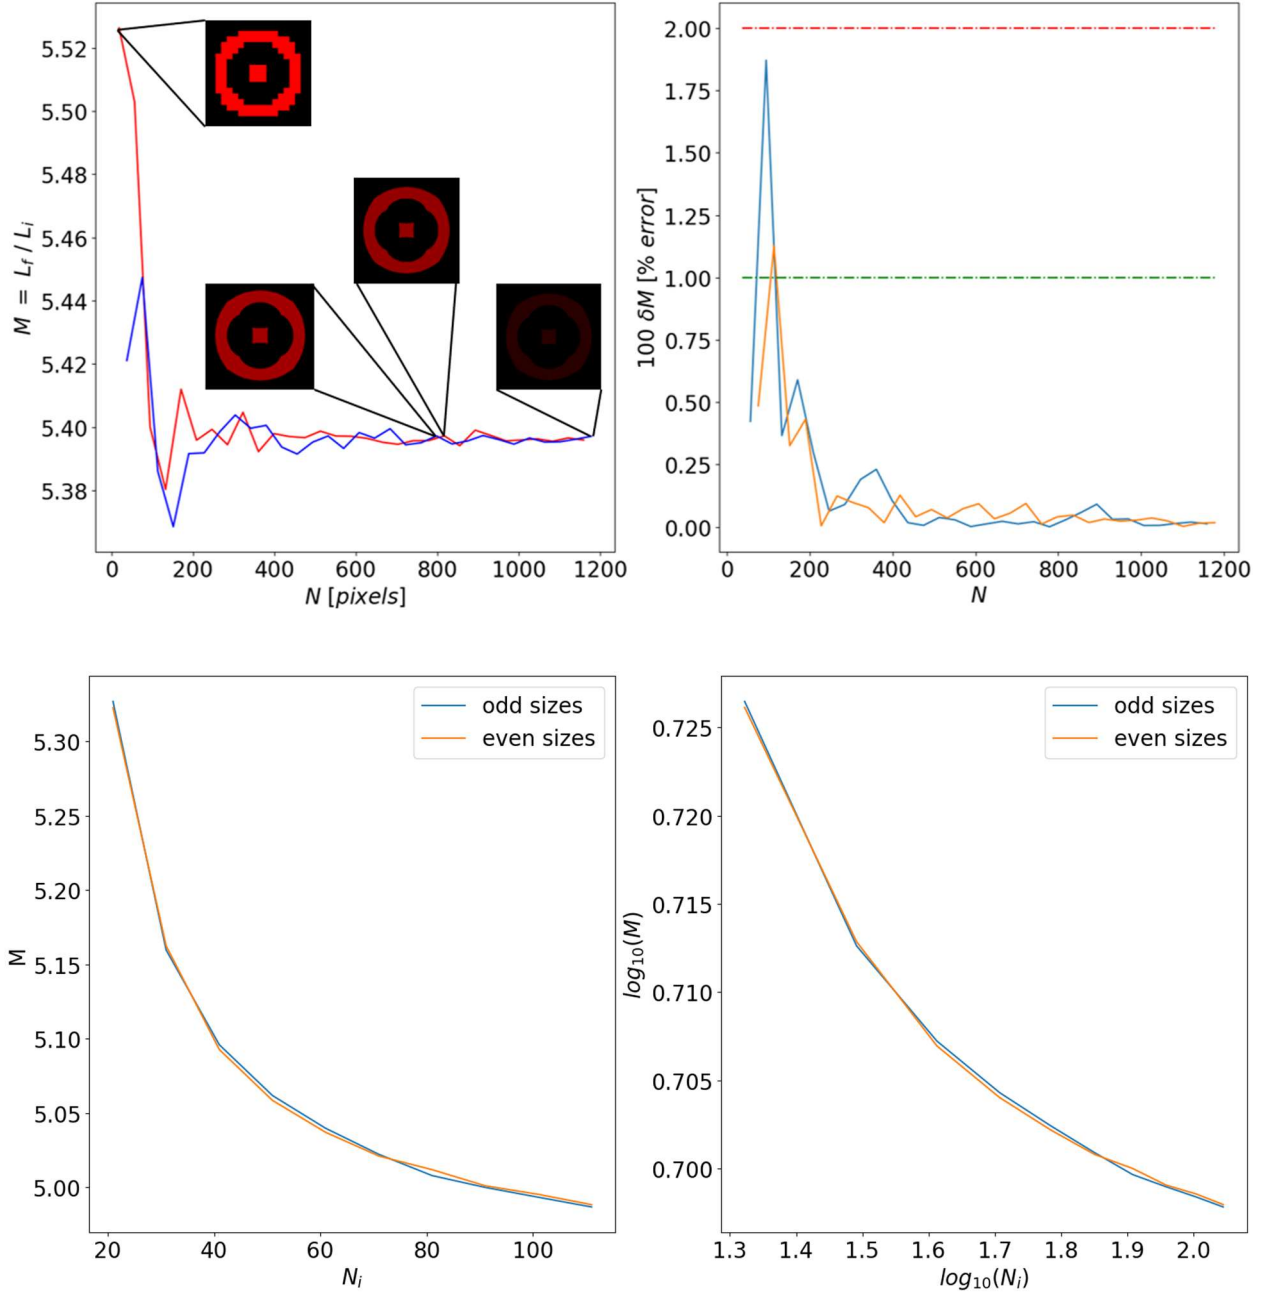 M = L_f / L_i
5.52
5.50
5.48
5.46
5.44
5.42
5.40
5.38
0 200 400 600 800 1000 1200
N [pixels]
100 δM [% error]
2.00
1.75
1.50
1.25
1.00
0.75
0.50
0.25
0.00
0 200 400 600 800 1000 1200
N
odd sizes
even sizes
M
5.30
5.25
5.20
5.15
5.10
5.05
5.00
20 40 60 80 100
N_i
odd sizes
even sizes
log_10(M)
0.725
0.720
0.715
0.710
0.705
0.700
1.3 1.4 1.5 1.6 1.7 1.8 1.9 2.0
log_10(N_i)